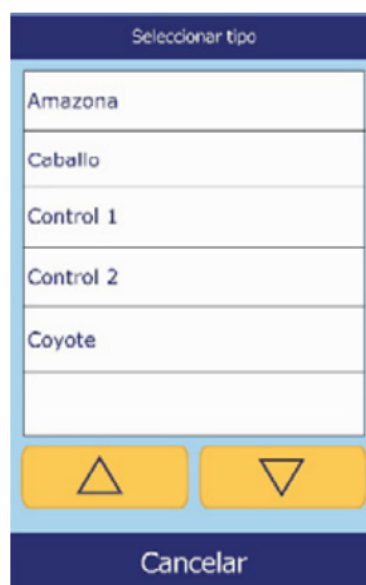 Seleccionar tipo
Amazona
Caballo
Control 1
Control 2
Coyote
Cancelar